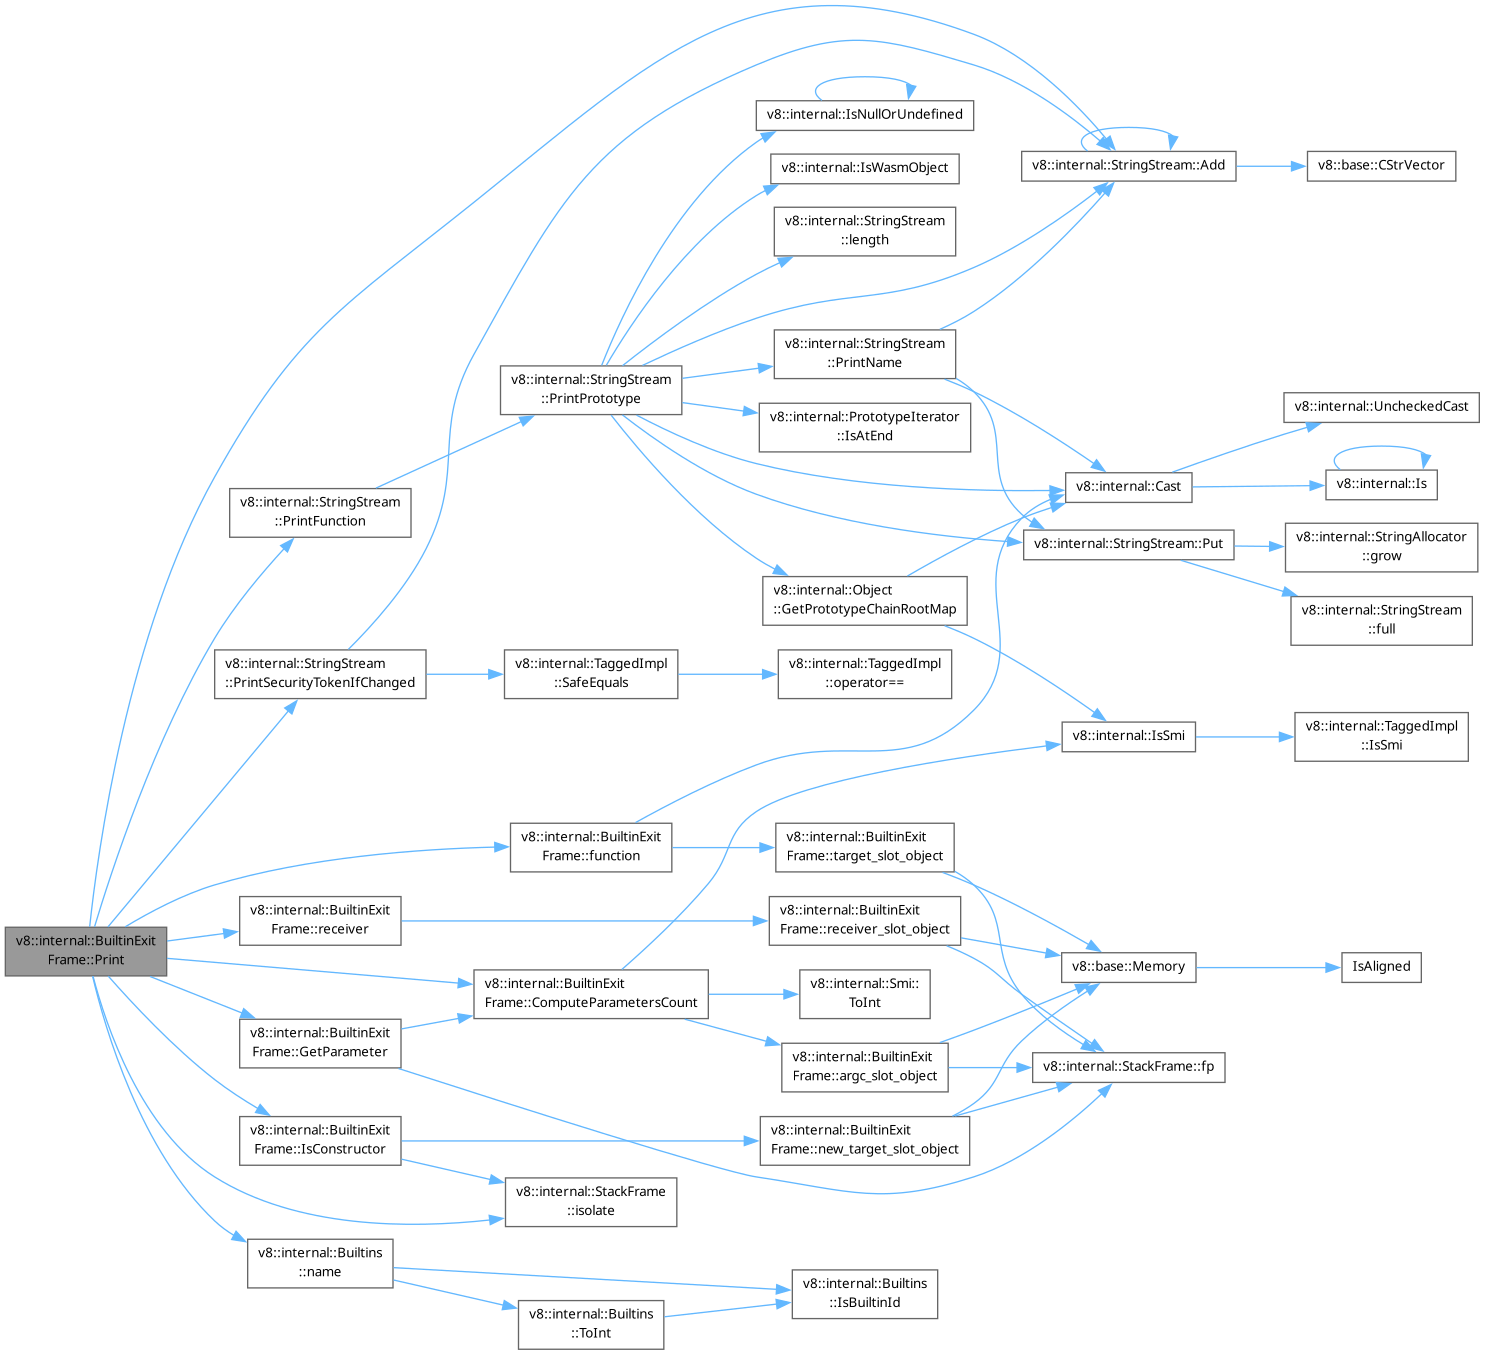 v8::internal::IsNullOrUndefined
v8::internal::StringStream::Add
v8::base::CStrVector
v8::internal::IsWasmObject
v8::internal::StringStream
::length
v8::internal::StringStream
::PrintName
v8::internal::StringStream
::PrintPrototype
v8::internal::UncheckedCast
v8::internal::PrototypeIterator
::IsAtEnd
v8::internal::Cast
v8::internal::Is
v8::internal::StringStream
::PrintFunction
v8::internal::StringStream::Put
v8::internal::StringAllocator
::grow
v8::internal::Object
::GetPrototypeChainRootMap
v8::internal::StringStream
::full
v8::internal::StringStream
::PrintSecurityTokenIfChanged
v8::internal::TaggedImpl
::SafeEquals
v8::internal::TaggedImpl
::operator==
v8::internal::IsSmi
v8::internal::TaggedImpl
::IsSmi
v8::internal::BuiltinExit
Frame::function
v8::internal::BuiltinExit
Frame::target_slot_object
v8::internal::BuiltinExit
Frame::receiver
v8::internal::BuiltinExit
Frame::receiver_slot_object
v8::internal::BuiltinExit
Frame::Print
v8::base::Memory
IsAligned
v8::internal::BuiltinExit
Frame::ComputeParametersCount
v8::internal::Smi::
ToInt
v8::internal::BuiltinExit
Frame::GetParameter
v8::internal::BuiltinExit
Frame::argc_slot_object
v8::internal::StackFrame::fp
v8::internal::BuiltinExit
Frame::IsConstructor
v8::internal::BuiltinExit
Frame::new_target_slot_object
v8::internal::StackFrame
::isolate
v8::internal::Builtins
::name
v8::internal::Builtins
::IsBuiltinId
v8::internal::Builtins
::ToInt